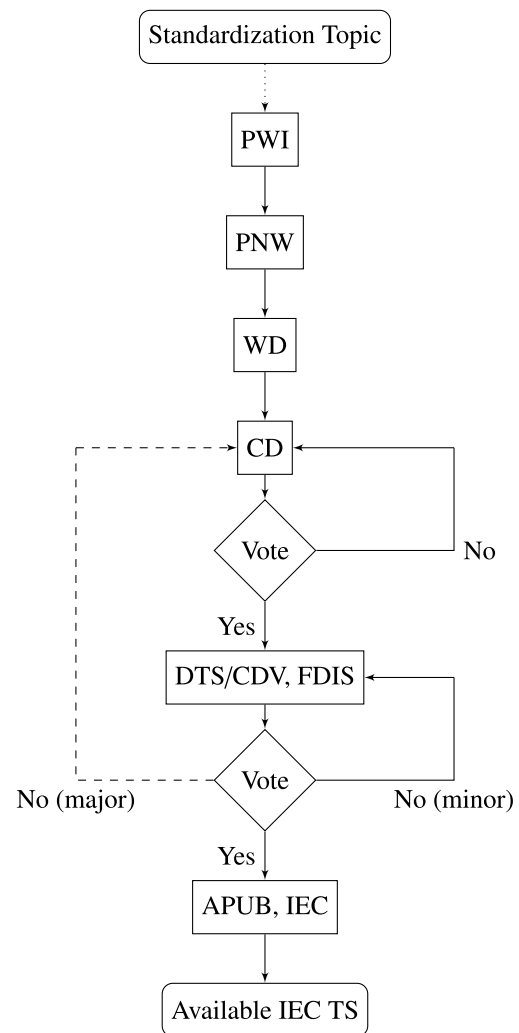 Standardization Topic
PWI
PNW
WD
CD
Vote
No
Yes
DTS/CDV, FDIS
Vote
No (major)
No (minor)
Yes
APUB, IEC
Available IEC TS